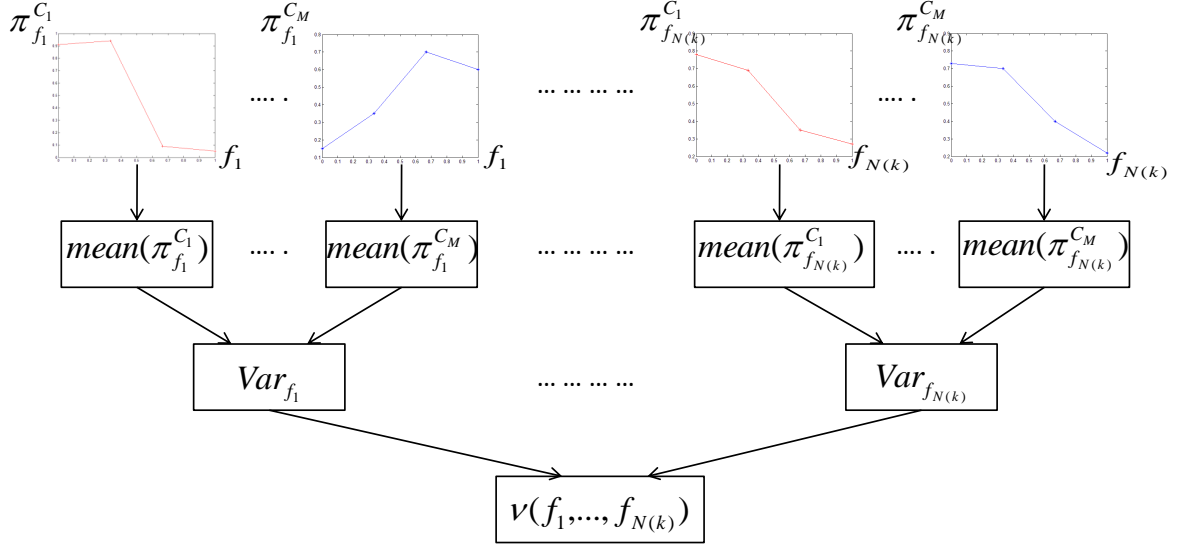 π_{f_1}^{C_1} π_{f_1}^{C_M} π_{f_{N(k)}}^{C_1} π_{f_{N(k)}}^{C_M}
.... . ... ... ... ... .... .
f_1 f_1 f_{N(k)} f_{N(k)}
mean(π_{f_1}^{C_1}) .... . mean(π_{f_1}^{C_M}) ... ... ... ... mean(π_{f_{N(k)}}^{C_1}) .... . mean(π_{f_{N(k)}}^{C_M})
Var_{f_1} ... ... ... ... Var_{f_{N(k)}}
ν(f_1,..., f_{N(k)})